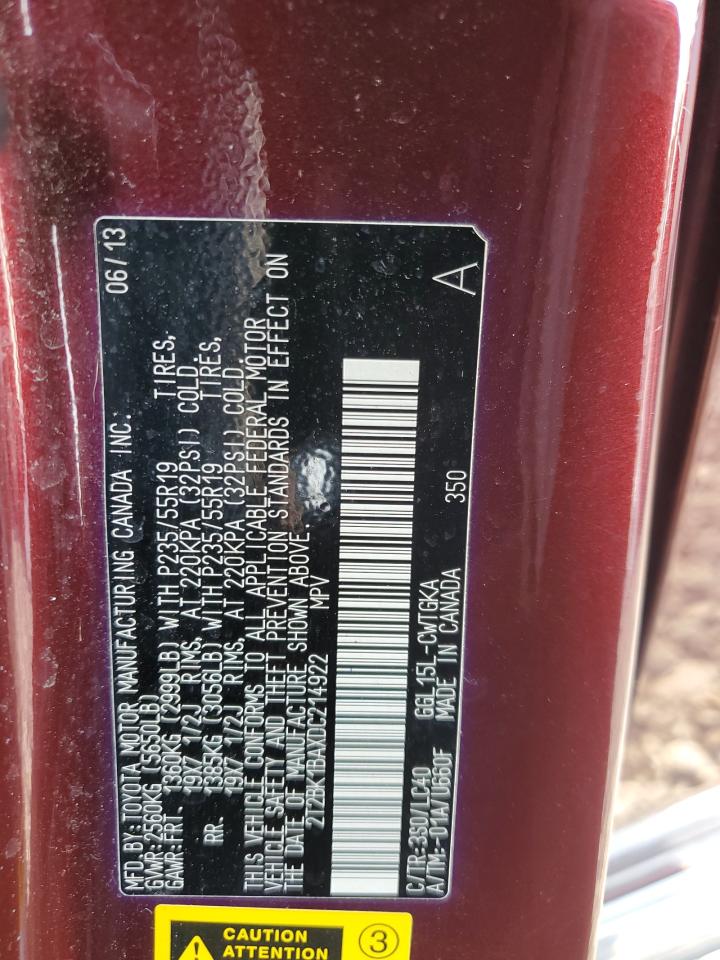 MFD. BY: TOYOTA MOTOR MANUFACTURING CANADA INC. 06/13
GVWR: 2560KG (5650LB)
GAWR: FRT. 1360KG (2999LB) WITH P235/55R19 TIRES,
19X7 1/2J RIMS, AT 220KPA (32PSI) COLD.
RR. 1385KG (3056LB) WITH P235/55R19 TIRES,
19X7 1/2J RIMS, AT 220KPA (32PSI) COLD.
THIS VEHICLE CONFORMS TO ALL APPLICABLE FEDERAL MOTOR
VEHICLE SAFETY AND THEFT PREVENTION STANDARDS IN EFFECT ON
THE DATE OF MANUFACTURE SHOWN ABOVE.
2T2BK1BAXDC214922 MPV
A
C/TR: 3S0/LC40 GGL15L-CWTGKA 350
A/TM: -01A/U660F MADE IN CANADA
CAUTION
ATTENTION
3